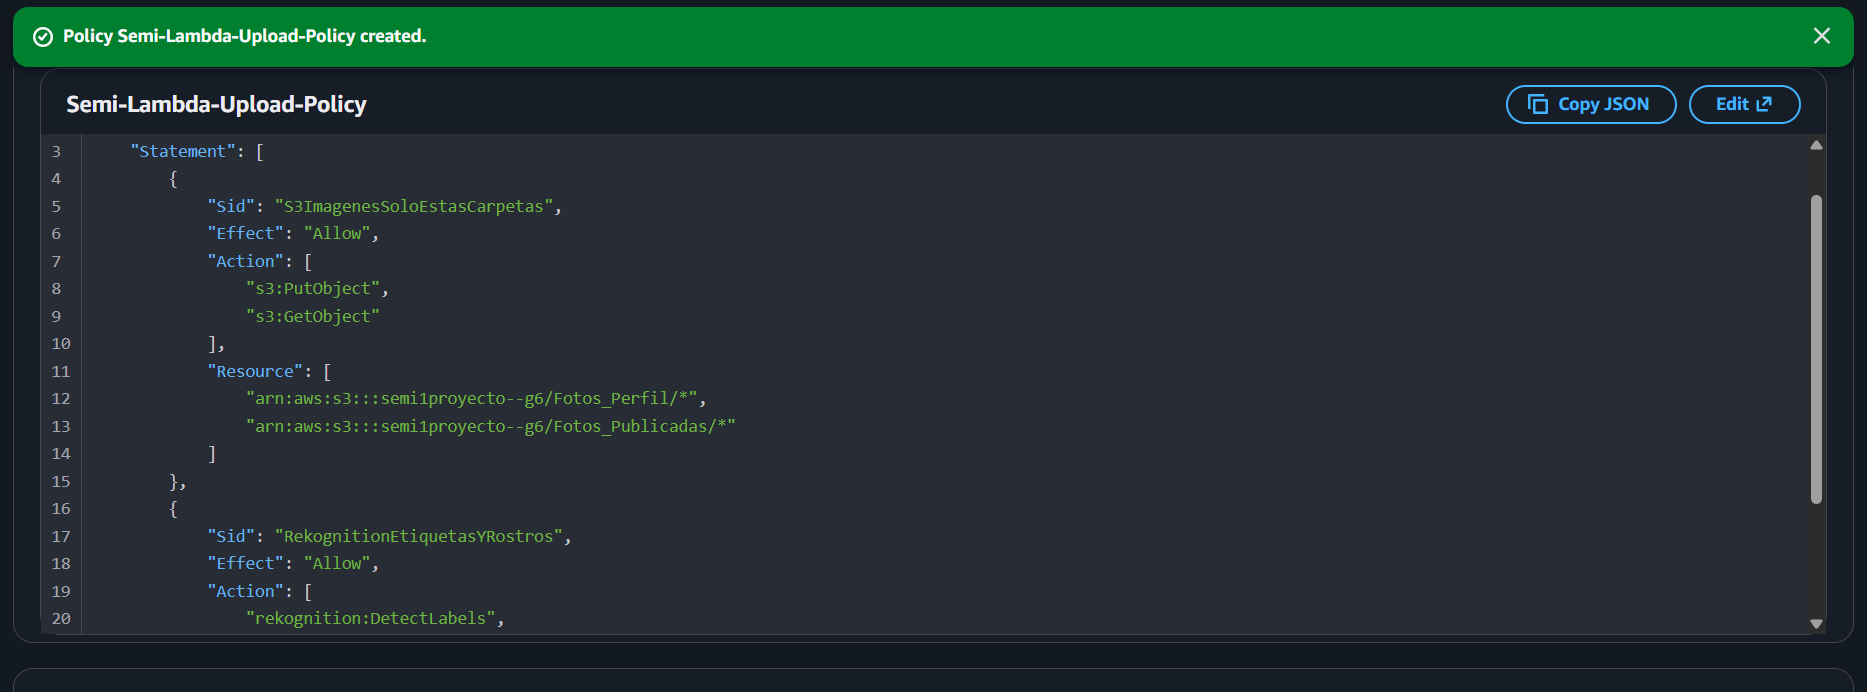 Policy Semi-Lambda-Upload-Policy created.
Semi-Lambda-Upload-Policy
Copy JSON
Edit
3 "Statement": [
4 {
5 "Sid": "S3ImagenesSoloEstasCarpetas",
6 "Effect": "Allow",
7 "Action": [
8 "s3:PutObject",
9 "s3:GetObject"
10 ],
11 "Resource": [
12 "arn:aws:s3:::semi1proyecto--g6/Fotos_Perfil/*",
13 "arn:aws:s3:::semi1proyecto--g6/Fotos_Publicadas/*"
14 ]
15 },
16 {
17 "Sid": "RekognitionEtiquetasYRostros",
18 "Effect": "Allow",
19 "Action": [
20 "rekognition:DetectLabels",